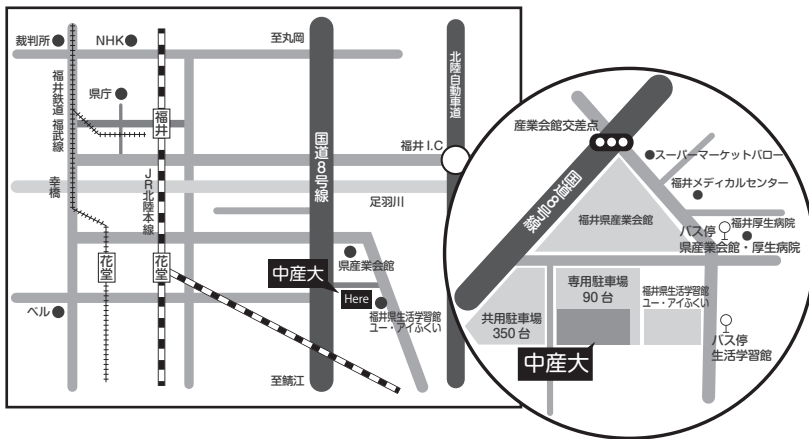 裁判所
NHK
至丸岡
北陸自動車道
福井鉄道 福武線
県庁
福井
国道8号線
福井 I.C
幸橋
JR北陸本線
足羽川
花堂
花堂
県産業会館
中産大
Here
ベル
福井県生活学習館
ユー・アイふくい
至鯖江
産業会館交差点
スーパーマーケットバロー
福井メディカルセンター
国道8号線
福井県産業会館
福井厚生病院
バス停
県産業会館・厚生病院
専用駐車場
90台
福井県生活学習館
ユー・アイふくい
共用駐車場
350台
中産大
バス停
生活学習館